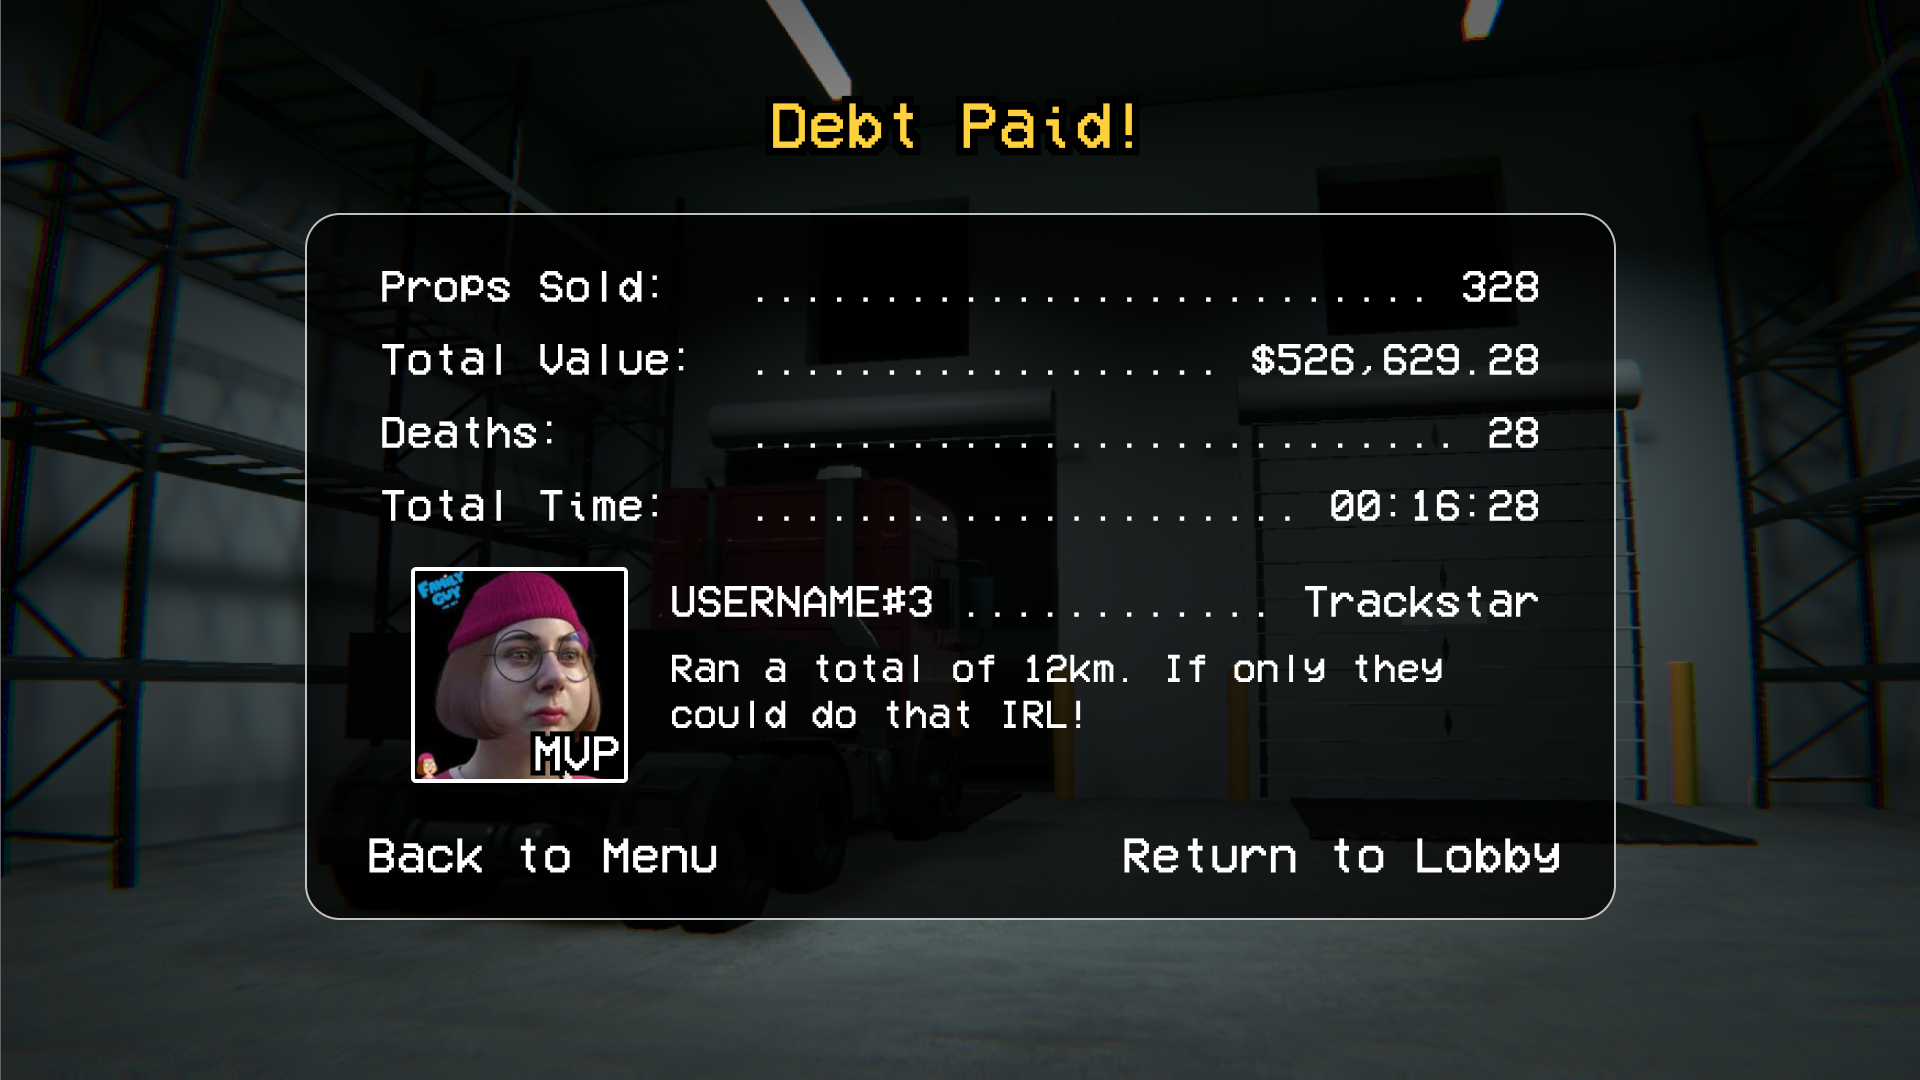 Debt Paid!
Props Sold: .......................... 328
Total Value: .................. $526,629.28
Deaths: ........................... 28
Total Time: ..................... 00:16:28
FAMILY
GUY
USERNAME#3 ............ Trackstar
Ran a total of 12km. If only they
could do that IRL!
MVP
Back to Menu
Return to Lobby